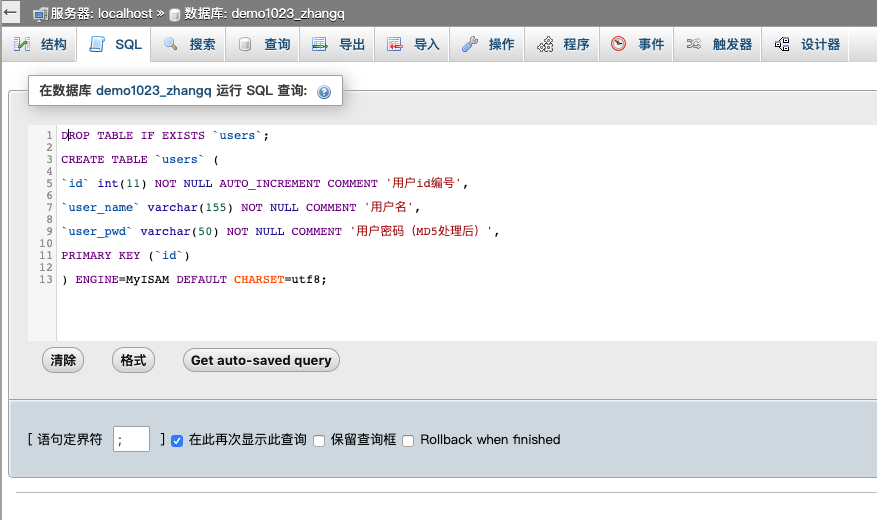 服务器: localhost » 数据库: demo1023_zhangq
结构 SQL 搜索 查询 导出 导入 操作 程序 事件 触发器 设计器
在数据库 demo1023_zhangq 运行 SQL 查询:
1 DROP TABLE IF EXISTS `users`;
2
3 CREATE TABLE `users` (
4
5 `id` int(11) NOT NULL AUTO_INCREMENT COMMENT '用户id编号',
6
7 `user_name` varchar(155) NOT NULL COMMENT '用户名',
8
9 `user_pwd` varchar(50) NOT NULL COMMENT '用户密码（MD5处理后）',
10
11 PRIMARY KEY (`id`)
12
13 ) ENGINE=MyISAM DEFAULT CHARSET=utf8;
清除 格式 Get auto-saved query
[ 语句定界符 ; ] 在此再次显示此查询 保留查询框 Rollback when finished